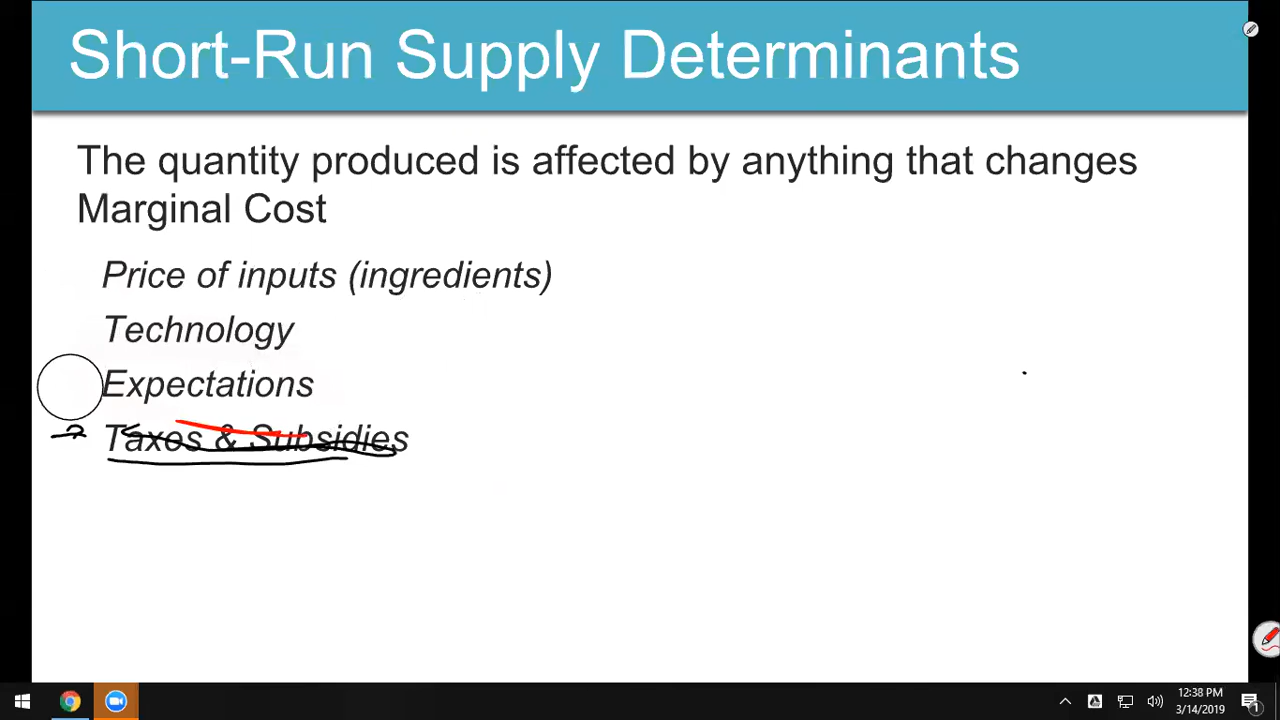 Short-Run Supply Determinants
The quantity produced is affected by anything that changes
Marginal Cost
Price of inputs (ingredients)
Technology
Expectations
Taxes & Subsidies
12:38 PM
3/14/2019
1